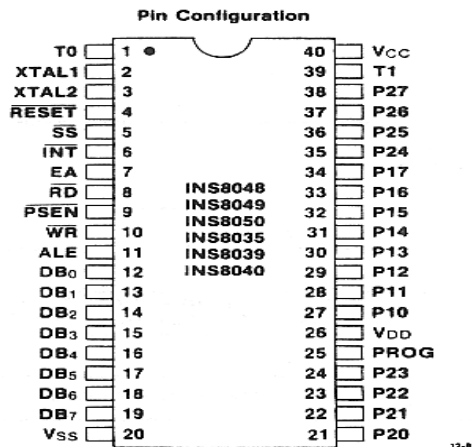 Pin Configuration
T0 1 40 VCC
XTAL1 2 39 T1
XTAL2 3 38 P27
RESET 4 37 P26
SS 5 36 P25
INT 6 35 P24
EA 7 34 P17
RD 8 INS8048 33 P16
PSEN 9 INS8049 32 P15
WR 10 INS8050 31 P14
ALE 11 INS8035 30 P13
DB0 12 INS8039 29 P12
DB1 13 INS8040 28 P11
DB2 14 27 P10
DB3 15 26 VDD
DB4 16 25 PROG
DB5 17 24 P23
DB6 18 23 P22
DB7 19 22 P21
VSS 20 21 P20